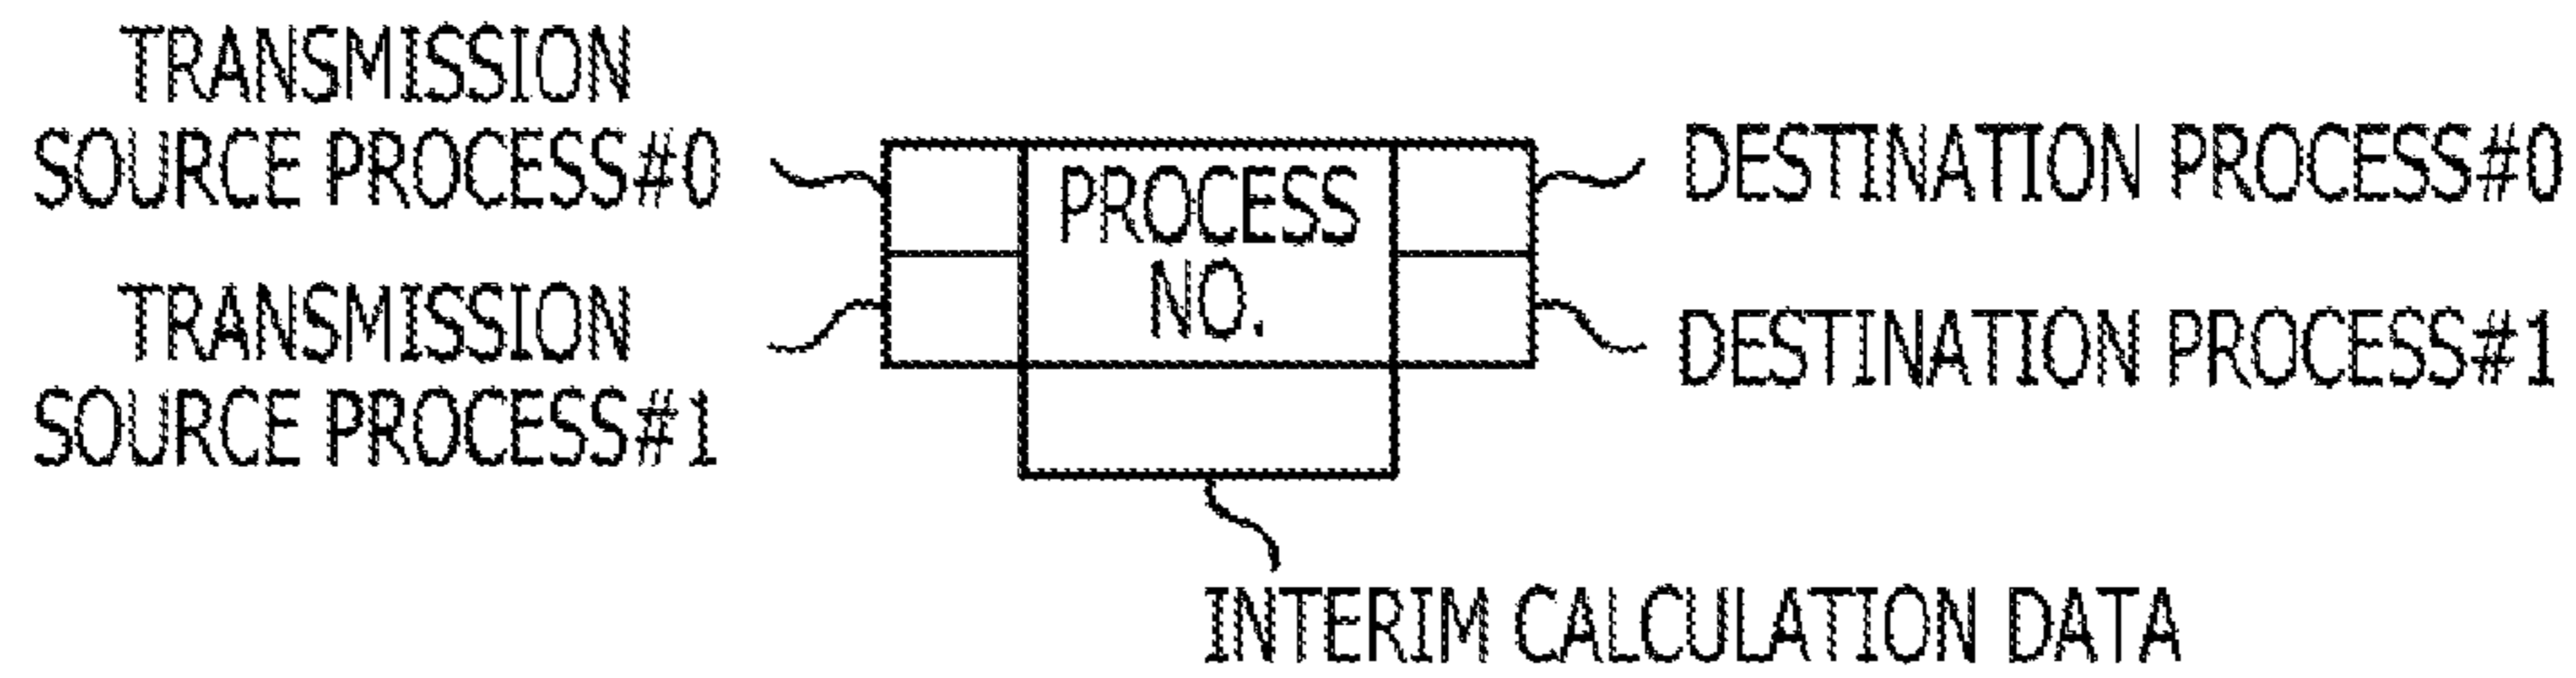 TRANSMISSION
SOURCE PROCESS#0
TRANSMISSION
SOURCE PROCESS#1
PROCESS
NO.
DESTINATION PROCESS#0
DESTINATION PROCESS#1
INTERIM CALCULATION DATA